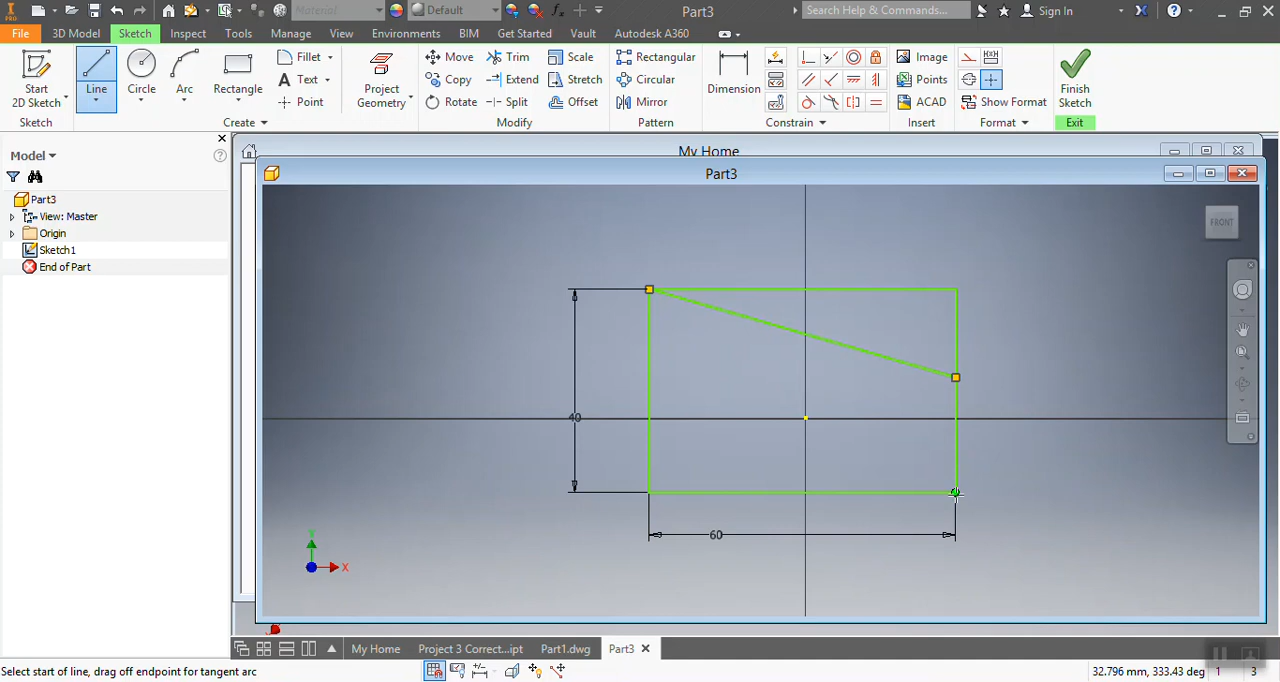 Material
Default
Part3
Search Help & Commands...
Sign In
PRO
File
3D Model
Sketch
Inspect
Tools
Manage
View
Environments
BIM
Get Started
Vault
Autodesk A360
Start
2D Sketch
Line
Circle
Arc
Rectangle
Fillet
Text
Point
Project
Geometry
Move
Copy
Rotate
Trim
Extend
Split
Scale
Stretch
Offset
Rectangular
Circular
Mirror
Dimension
Image
Points
ACAD
Show Format
Finish
Sketch
Sketch
Create
Modify
Pattern
Constrain
Insert
Format
Exit
Model
Part3
View: Master
Origin
Sketch1
End of Part
My Home
Part3
FRONT
40
60
Y
X
My Home
Project 3 Correct...ipt
Part1.dwg
Part3
Select start of line, drag off endpoint for tangent arc
32.796 mm, 333.43 deg
1
3